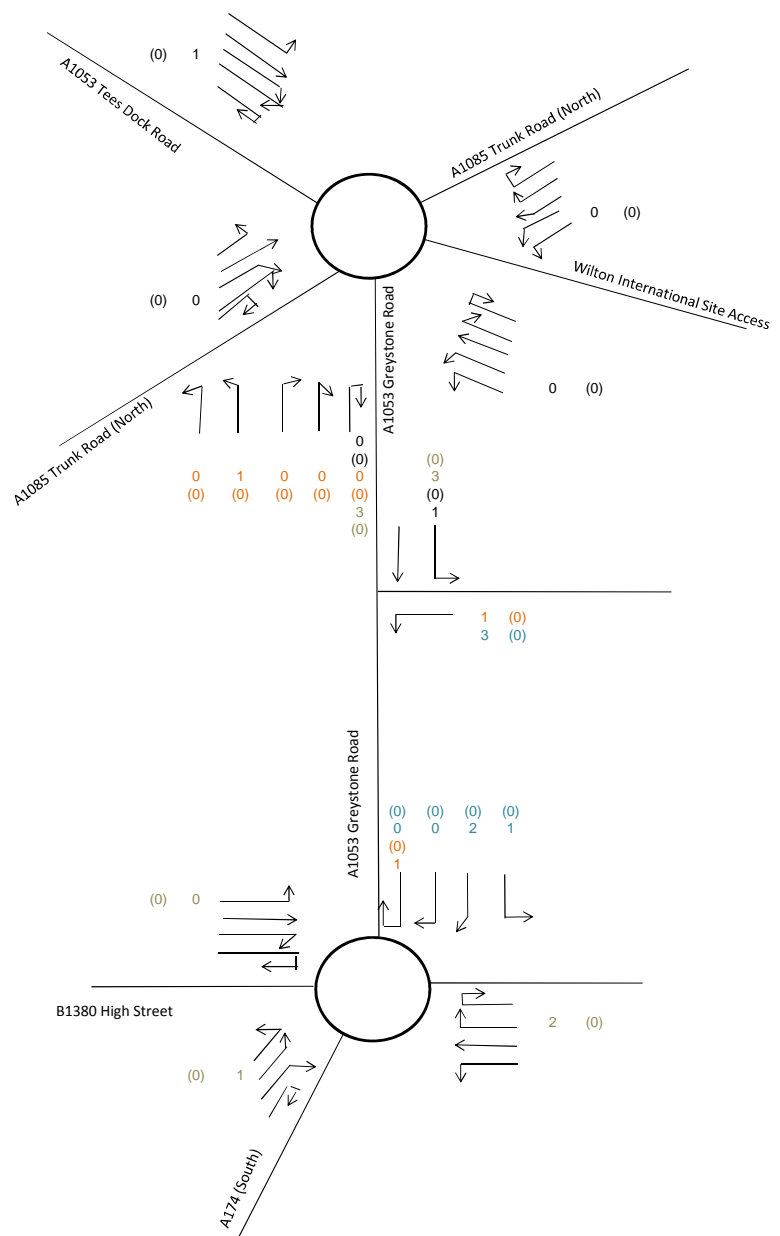 (0) 1
A1053 Tees Dock Road
A1085 Trunk Road (North)
0 (0)
Wilton International Site Access
(0) 0
A1053 Greystone Road
0 (0)
A1085 Trunk Road (North)
0
(0)
0 1 0 0 0
(0) (0) (0) (0) (0)
3
(0)
(0)
3
(0)
1
1 (0)
3 (0)
A1053 Greystone Road
(0) (0) (0) (0)
0 0 2 1
(0)
1
(0) 0
B1380 High Street
2 (0)
(0) 1
A174 (South)